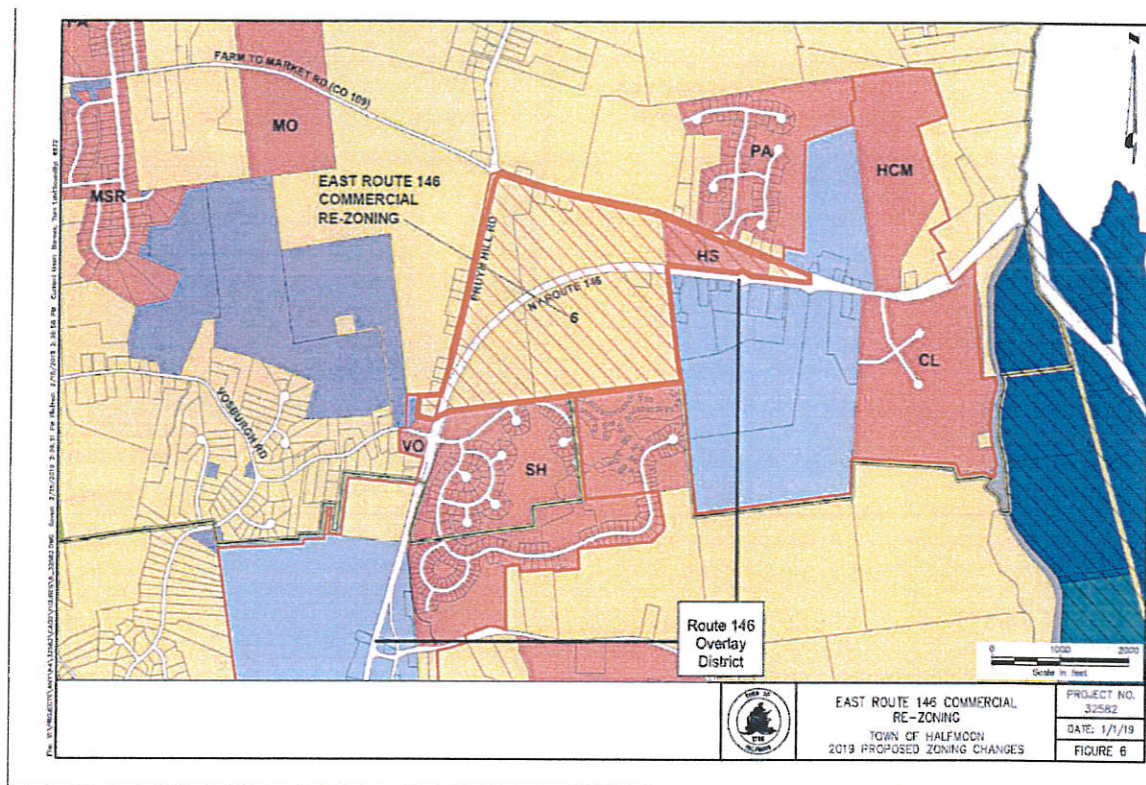 PA
FARM TO MARKET RD (CO 109)
MO
MSR
EAST ROUTE 146
COMMERCIAL
RE-ZONING
PRUYN HILL RD
PA
HCM
HS
6
CL
VOSBURGH RD
VO
SH
Route 146
Overlay
District
0 1000 2000
Scale in feet
EAST ROUTE 146 COMMERCIAL
RE-ZONING
TOWN OF HALFMOON
2019 PROPOSED ZONING CHANGES
PROJECT NO.
32582
DATE: 1/1/19
FIGURE 6